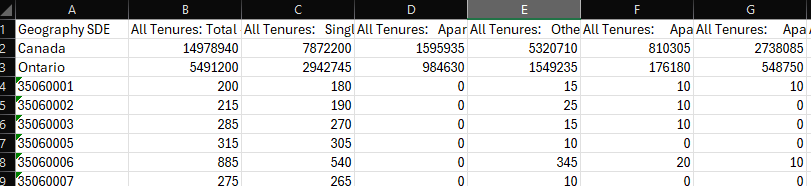 A B C D E F G
1 Geography SDE All Tenures: Total All Tenures: Singl All Tenures: Apar All Tenures: Othe All Tenures: Apa All Tenures: Apa A
2 Canada 14978940 7872200 1595935 5320710 810305 2738085
3 Ontario 5491200 2942745 984630 1549235 176180 548750
4 35060001 200 180 0 15 10 10
5 35060002 215 190 0 25 10 0
6 35060003 285 270 0 15 10 0
7 35060005 315 305 0 10 0 0
8 35060006 885 540 0 345 20 10
9 35060007 275 265 0 10 0 0